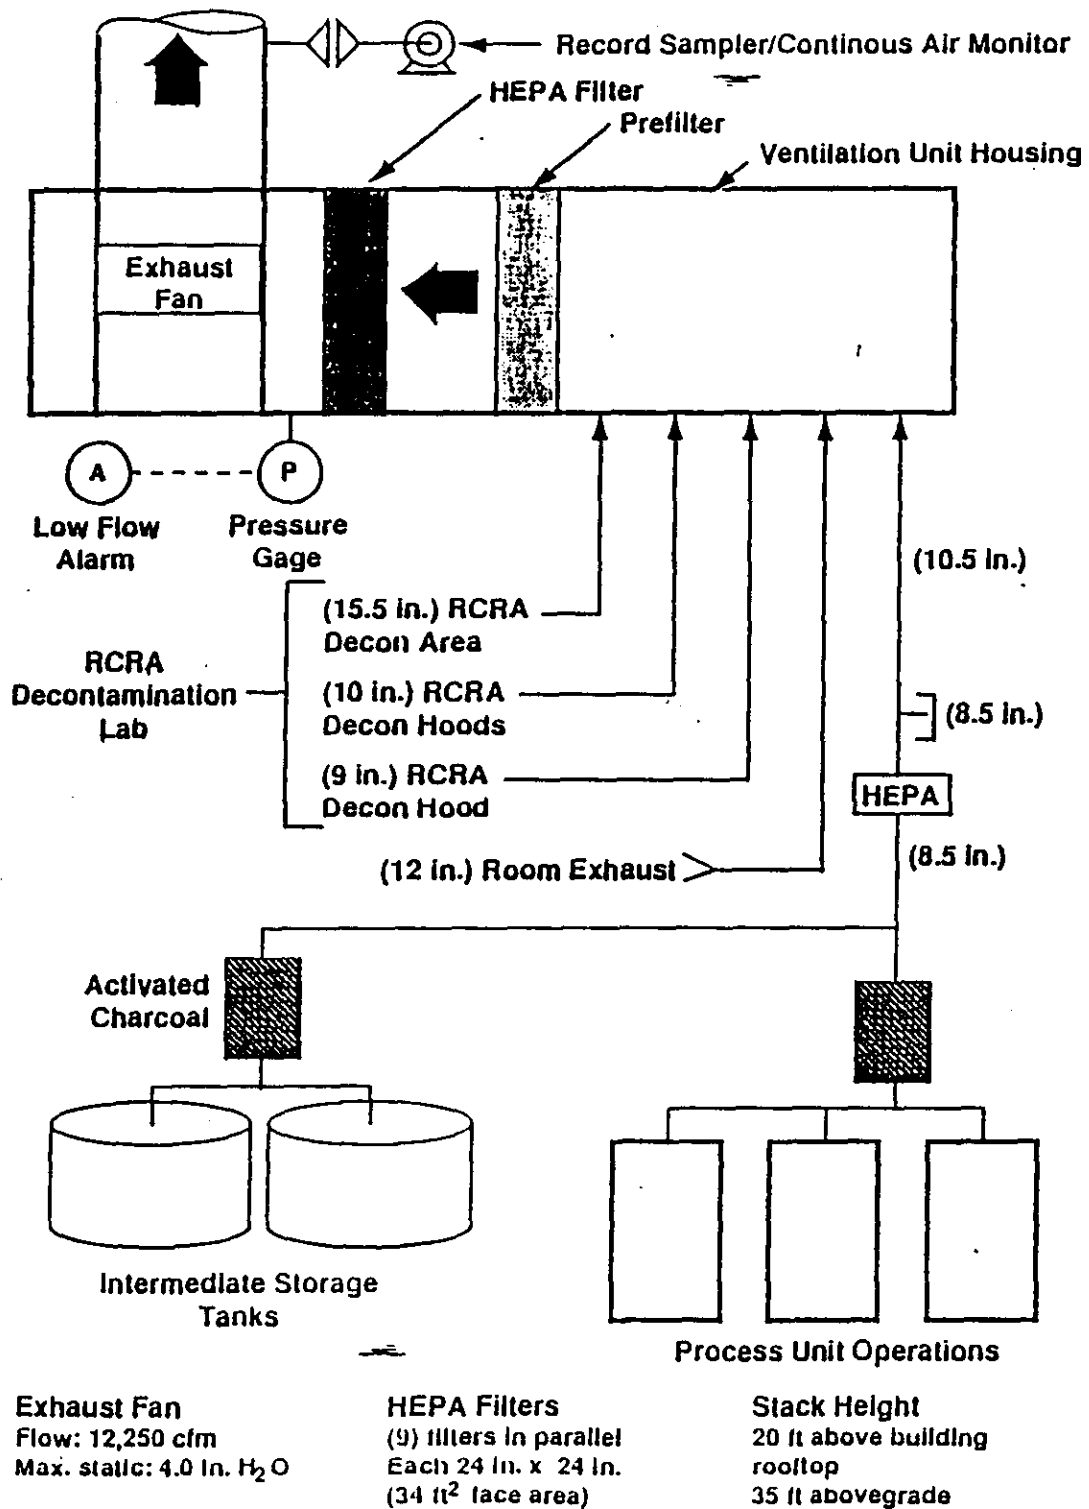 Record Sampler/Continous Air Monitor
HEPA Filter
Prefilter
Ventilation Unit Housing
Exhaust
Fan
A
P
Low Flow
Alarm
Pressure
Gage
(10.5 in.)
(15.5 in.) RCRA
Decon Area
RCRA
Decontamination
Lab
(10 in.) RCRA
Decon Hoods
(8.5 in.)
(9 in.) RCRA
Decon Hood
HEPA
(8.5 in.)
(12 in.) Room Exhaust
Activated
Charcoal
Intermediate Storage
Tanks
Process Unit Operations
Exhaust Fan
Flow: 12,250 cfm
Max. static: 4.0 in. H2O
HEPA Filters
(9) filters in parallel
Each 24 in. x 24 in.
(34 ft² face area)
Stack Height
20 ft above building
rooftop
35 ft abovegrade